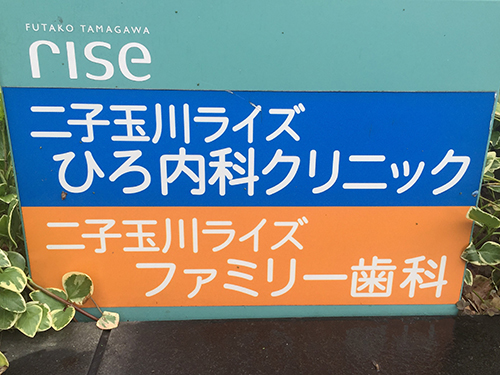 FUTAKO TAMAGAWA
rise
二子玉川ライズ
ひろ内科クリニック
二子玉川ライズ
ファミリー歯科